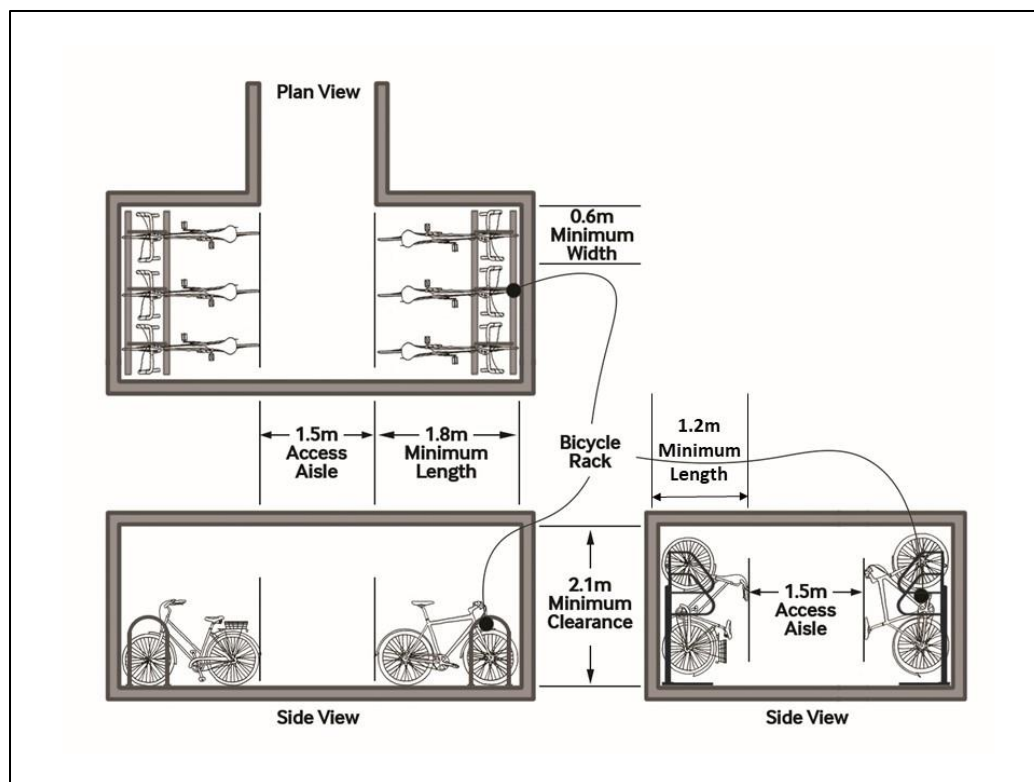 Plan View
0.6m
Minimum
Width
1.5m
Access
Aisle
1.8m
Minimum
Length
Bicycle
Rack
1.2m
Minimum
Length
2.1m
Minimum
Clearance
1.5m
Access
Aisle
Side View
Side View